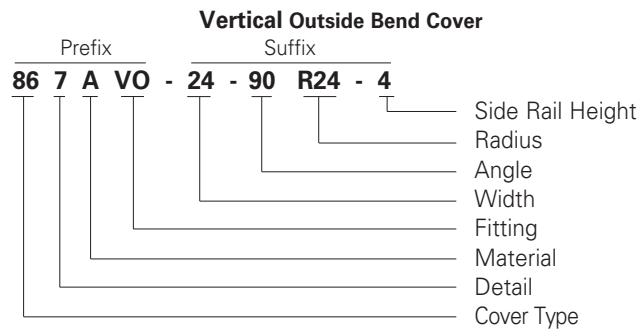 Vertical Outside Bend Cover
Prefix Suffix
86 7 A VO - 24 - 90 R24 - 4
Side Rail Height
Radius
Angle
Width
Fitting
Material
Detail
Cover Type